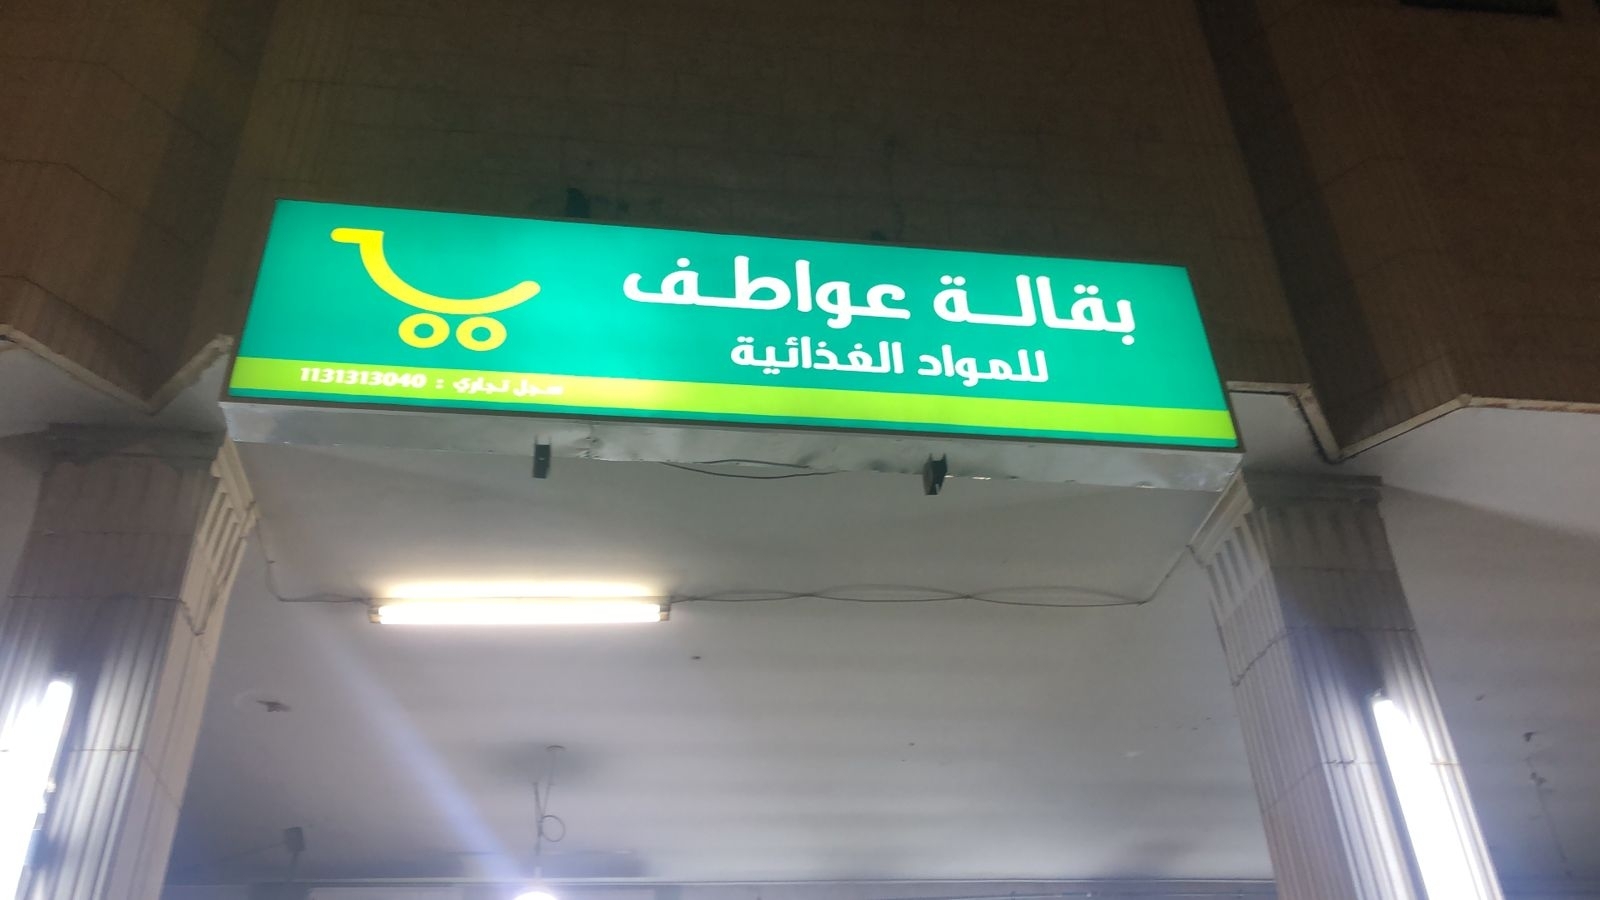 بقالة عواطف
للمواد الغذائية
سجل تجاري : 1131313040